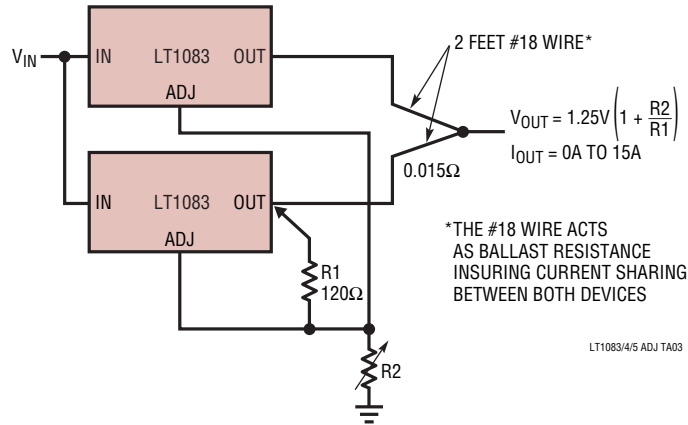 V_IN
IN LT1083 OUT
ADJ
2 FEET #18 WIRE*
V_OUT = 1.25V (1 + R2/R1)
I_OUT = 0A TO 15A
0.015Ω
IN LT1083 OUT
ADJ
R1
120Ω
*THE #18 WIRE ACTS
AS BALLAST RESISTANCE
INSURING CURRENT SHARING
BETWEEN BOTH DEVICES
LT1083/4/5 ADJ TA03
R2